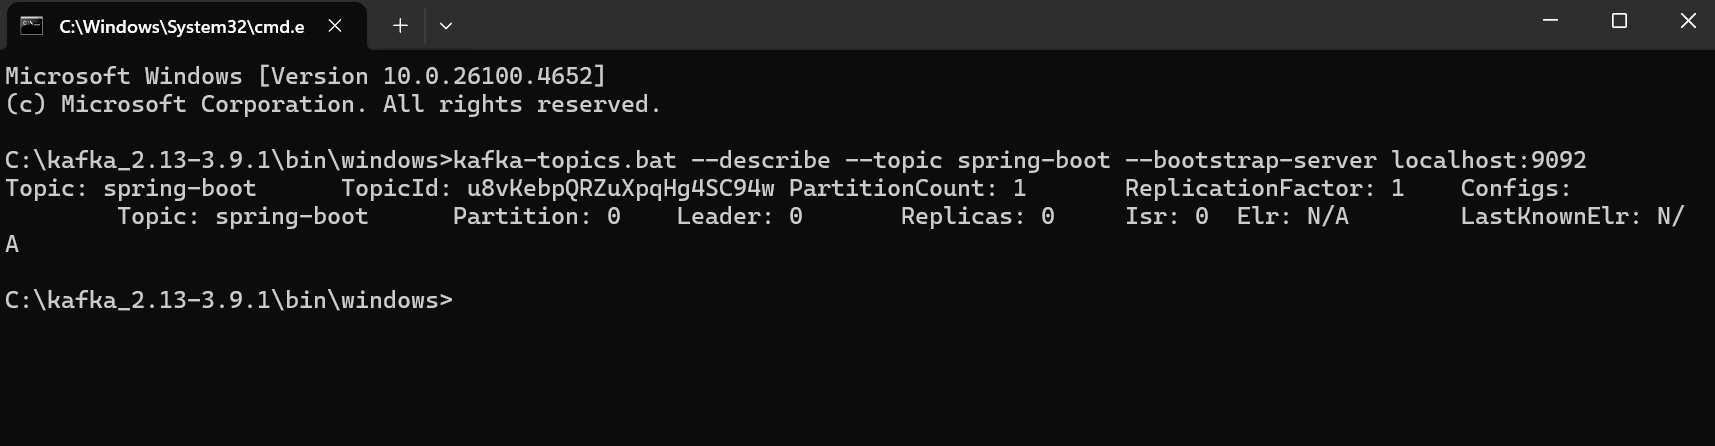 C:\Windows\System32\cmd.e
Microsoft Windows [Version 10.0.26100.4652]
(c) Microsoft Corporation. All rights reserved.
C:\kafka_2.13-3.9.1\bin\windows>kafka-topics.bat --describe --topic spring-boot --bootstrap-server localhost:9092
Topic: spring-boot      TopicId: u8vKebpQRZuXpqHg4SC94w PartitionCount: 1       ReplicationFactor: 1    Configs:
        Topic: spring-boot      Partition: 0    Leader: 0       Replicas: 0     Isr: 0  Elr: N/A        LastKnownElr: N/
A
C:\kafka_2.13-3.9.1\bin\windows>